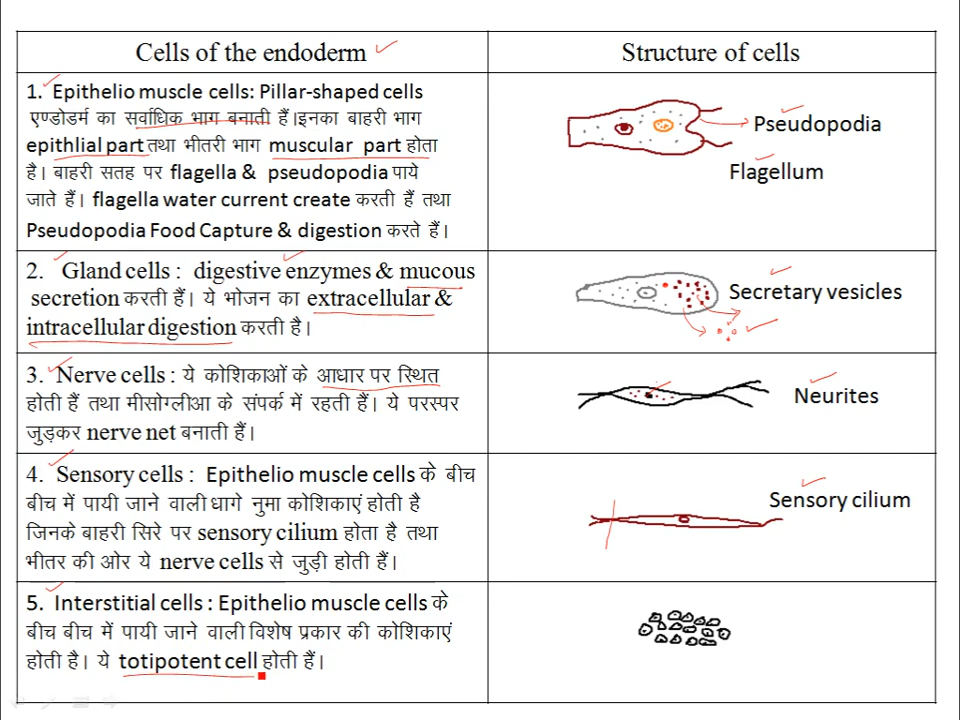 Cells of the endoderm
Structure of cells
1. Epithelio muscle cells: Pillar-shaped cells
एण्डोडर्म का सर्वाधिक भाग बनाती हैं।इनका बाहरी भाग
epithlial part तथा भीतरी भाग muscular part होता
है। बाहरी सतह पर flagella & pseudopodia पाये
जाते हैं। flagella water current create करती हैं तथा
Pseudopodia Food Capture & digestion करते हैं।
Pseudopodia
Flagellum
2. Gland cells : digestive enzymes & mucous
secretion करती हैं। ये भोजन का extracellular &
intracellular digestion करती है।
Secretary vesicles
3. Nerve cells : ये कोशिकाओं के आधार पर स्थित
होती हैं तथा मीसोग्लीआ के संपर्क में रहती हैं। ये परस्पर
जुड़कर nerve net बनाती हैं।
Neurites
4. Sensory cells : Epithelio muscle cells के बीच
बीच में पायी जाने वाली धागे नुमा कोशिकाएं होती है
जिनके बाहरी सिरे पर sensory cilium होता है तथा
भीतर की ओर ये nerve cells से जुड़ी होती हैं।
Sensory cilium
5. Interstitial cells : Epithelio muscle cells के
बीच बीच में पायी जाने वाली विशेष प्रकार की कोशिकाएं
होती है। ये totipotent cell होती हैं।